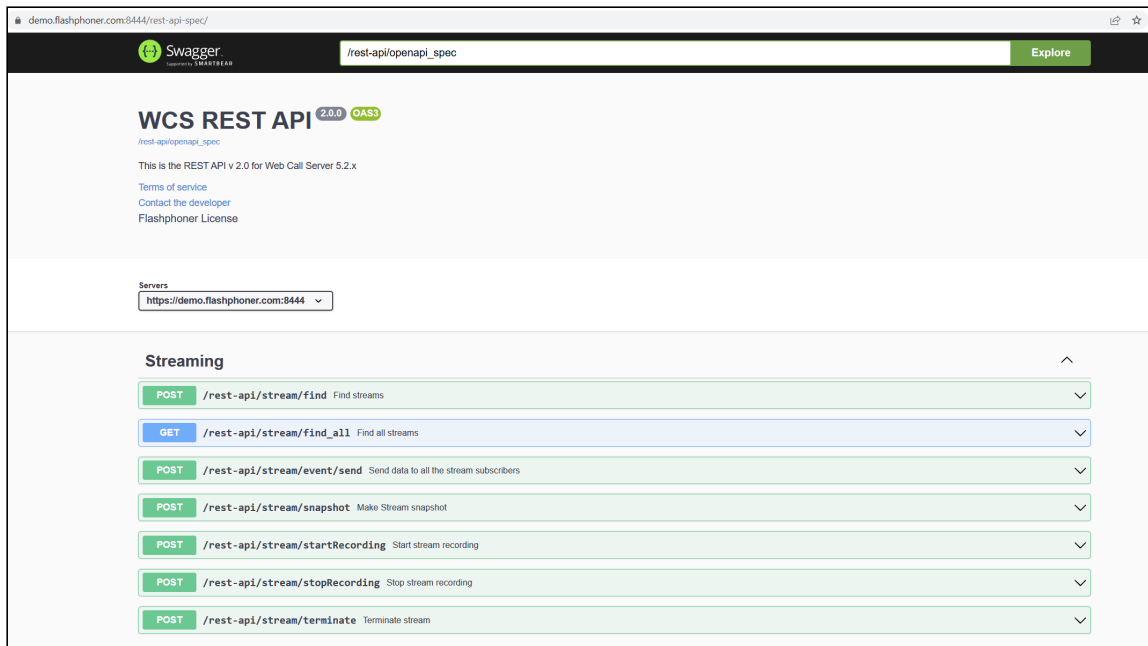 demo.flashphoner.com:8444/rest-api-spec/
{···} Swagger. /rest-api/openapi_spec Explore
Supported by SMARTBEAR
WCS REST API 2.0.0 OAS3
/rest-api/openapi_spec
This is the REST API v 2.0 for Web Call Server 5.2.x
Terms of service
Contact the developer
Flashphoner License
Servers
https://demo.flashphoner.com:8444
Streaming
POST /rest-api/stream/find Find streams
GET /rest-api/stream/find_all Find all streams
POST /rest-api/stream/event/send Send data to all the stream subscribers
POST /rest-api/stream/snapshot Make Stream snapshot
POST /rest-api/stream/startRecording Start stream recording
POST /rest-api/stream/stopRecording Stop stream recording
POST /rest-api/stream/terminate Terminate stream